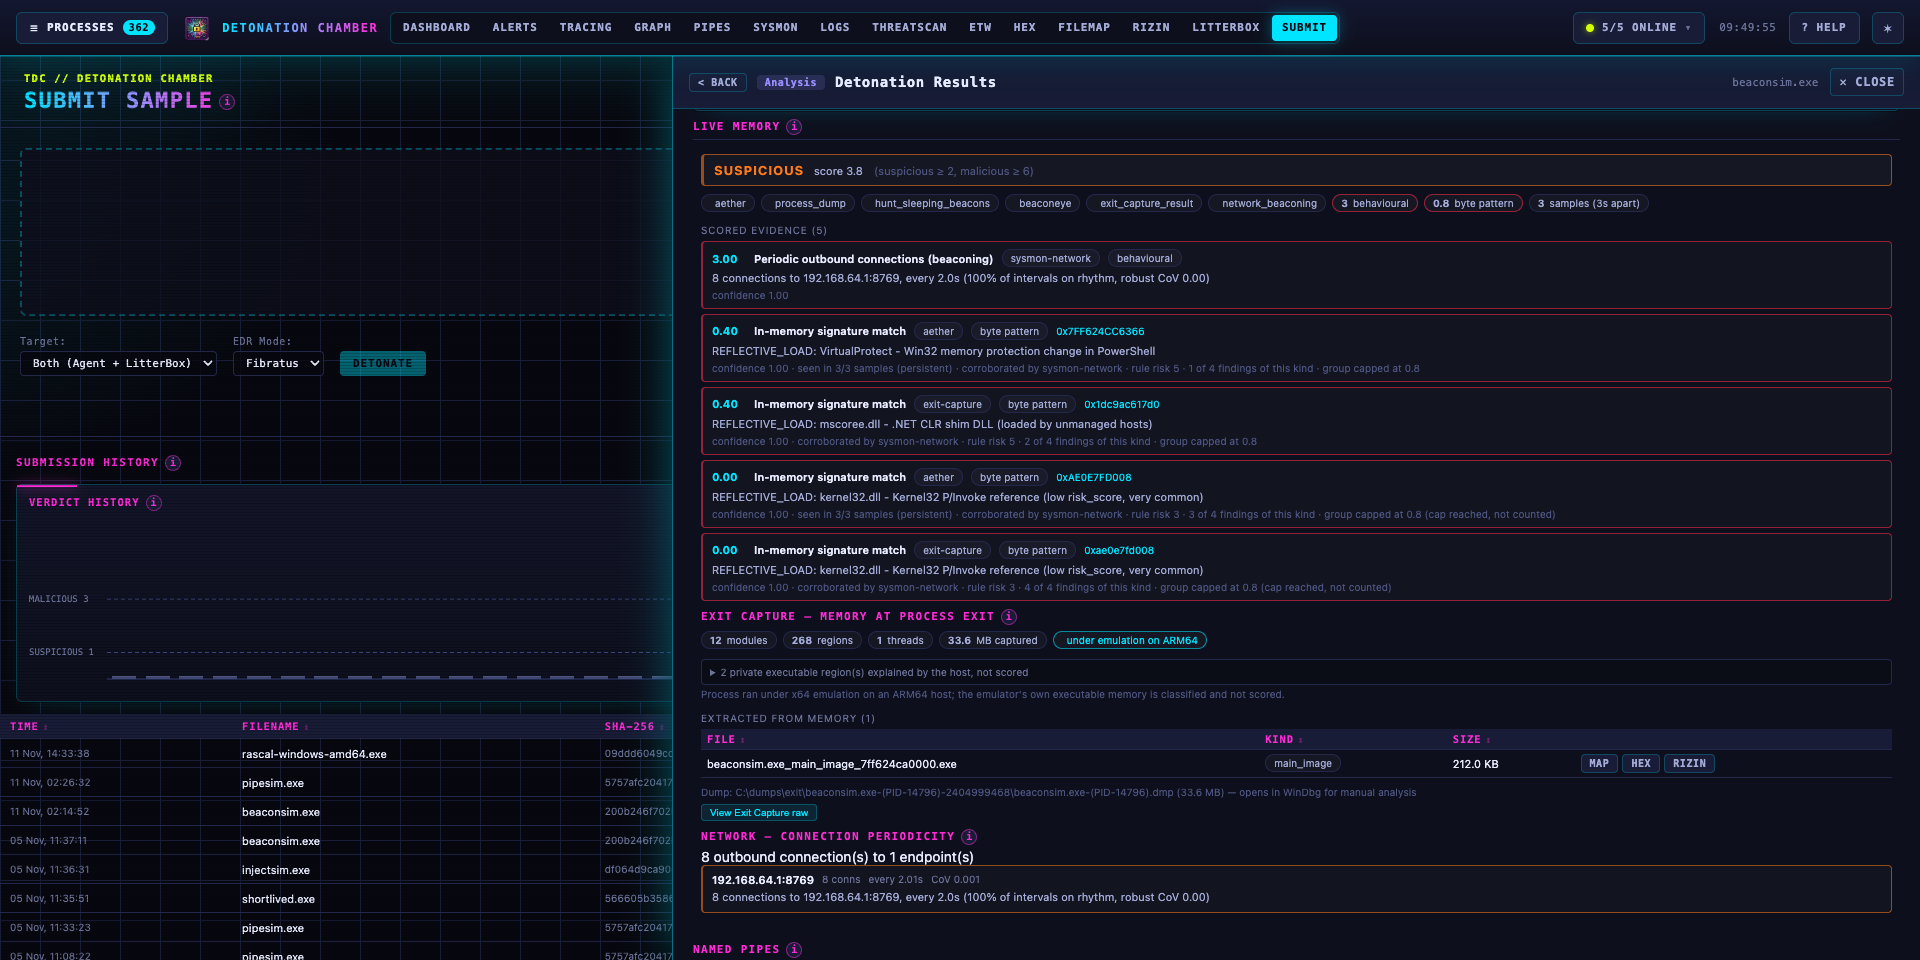 ≡ PROCESSES 362
DETONATION CHAMBER
DASHBOARD ALERTS TRACING GRAPH PIPES SYSMON LOGS THREATSCAN ETW HEX FILEMAP RIZIN LITTERBOX SUBMIT
5/5 ONLINE
09:49:55
? HELP
TDC // DETONATION CHAMBER
SUBMIT SAMPLE i
Target:
Both (Agent + LitterBox)
EDR Mode:
Fibratus
DETONATE
SUBMISSION HISTORY i
VERDICT HISTORY i
MALICIOUS 3
SUSPICIOUS 1
TIME FILENAME SHA-256
11 Nov, 14:33:38 rascal-windows-amd64.exe 09ddd6049cc
11 Nov, 02:26:32 pipesim.exe 5757afc20417
11 Nov, 02:14:52 beaconsim.exe 200b246f702
05 Nov, 11:37:11 beaconsim.exe 200b246f702
05 Nov, 11:36:31 injectsim.exe df064d9ca90
05 Nov, 11:35:51 shortlived.exe 566605b3586
05 Nov, 11:33:23 pipesim.exe 5757afc20417
05 Nov, 11:08:22 pipesim.exe 5757afc20417
< BACK Analysis Detonation Results beaconsim.exe × CLOSE
LIVE MEMORY i
SUSPICIOUS score 3.8 (suspicious ≥ 2, malicious ≥ 6)
aether process_dump hunt_sleeping_beacons beaconeye exit_capture_result network_beaconing 3 behavioural 0.8 byte pattern 3 samples (3s apart)
SCORED EVIDENCE (5)
3.00 Periodic outbound connections (beaconing) sysmon-network behavioural
8 connections to 192.168.64.1:8769, every 2.0s (100% of intervals on rhythm, robust CoV 0.00)
confidence 1.00
0.40 In-memory signature match aether byte pattern 0x7FF624CC6366
REFLECTIVE_LOAD: VirtualProtect - Win32 memory protection change in PowerShell
confidence 1.00 · seen in 3/3 samples (persistent) · corroborated by sysmon-network · rule risk 5 · 1 of 4 findings of this kind · group capped at 0.8
0.40 In-memory signature match exit-capture byte pattern 0x1dc9ac617d0
REFLECTIVE_LOAD: mscoree.dll - .NET CLR shim DLL (loaded by unmanaged hosts)
confidence 1.00 · corroborated by sysmon-network · rule risk 5 · 2 of 4 findings of this kind · group capped at 0.8
0.00 In-memory signature match aether byte pattern 0xAE0E7FD008
REFLECTIVE_LOAD: kernel32.dll - Kernel32 P/Invoke reference (low risk_score, very common)
confidence 1.00 · seen in 3/3 samples (persistent) · corroborated by sysmon-network · rule risk 3 · 3 of 4 findings of this kind · group capped at 0.8 (cap reached, not counted)
0.00 In-memory signature match exit-capture byte pattern 0xae0e7fd008
REFLECTIVE_LOAD: kernel32.dll - Kernel32 P/Invoke reference (low risk_score, very common)
confidence 1.00 · corroborated by sysmon-network · rule risk 3 · 4 of 4 findings of this kind · group capped at 0.8 (cap reached, not counted)
EXIT CAPTURE — MEMORY AT PROCESS EXIT i
12 modules 268 regions 1 threads 33.6 MB captured under emulation on ARM64
▶ 2 private executable region(s) explained by the host, not scored
Process ran under x64 emulation on an ARM64 host; the emulator's own executable memory is classified and not scored.
EXTRACTED FROM MEMORY (1)
FILE KIND SIZE
beaconsim.exe_main_image_7ff624ca0000.exe main_image 212.0 KB MAP HEX RIZIN
Dump: C:\dumps\exit\beaconsim.exe-(PID-14796)-2404999468\beaconsim.exe-(PID-14796).dmp (33.6 MB) — opens in WinDbg for manual analysis
View Exit Capture raw
NETWORK — CONNECTION PERIODICITY i
8 outbound connection(s) to 1 endpoint(s)
192.168.64.1:8769 8 conns every 2.01s CoV 0.001
8 connections to 192.168.64.1:8769, every 2.0s (100% of intervals on rhythm, robust CoV 0.00)
NAMED PIPES i